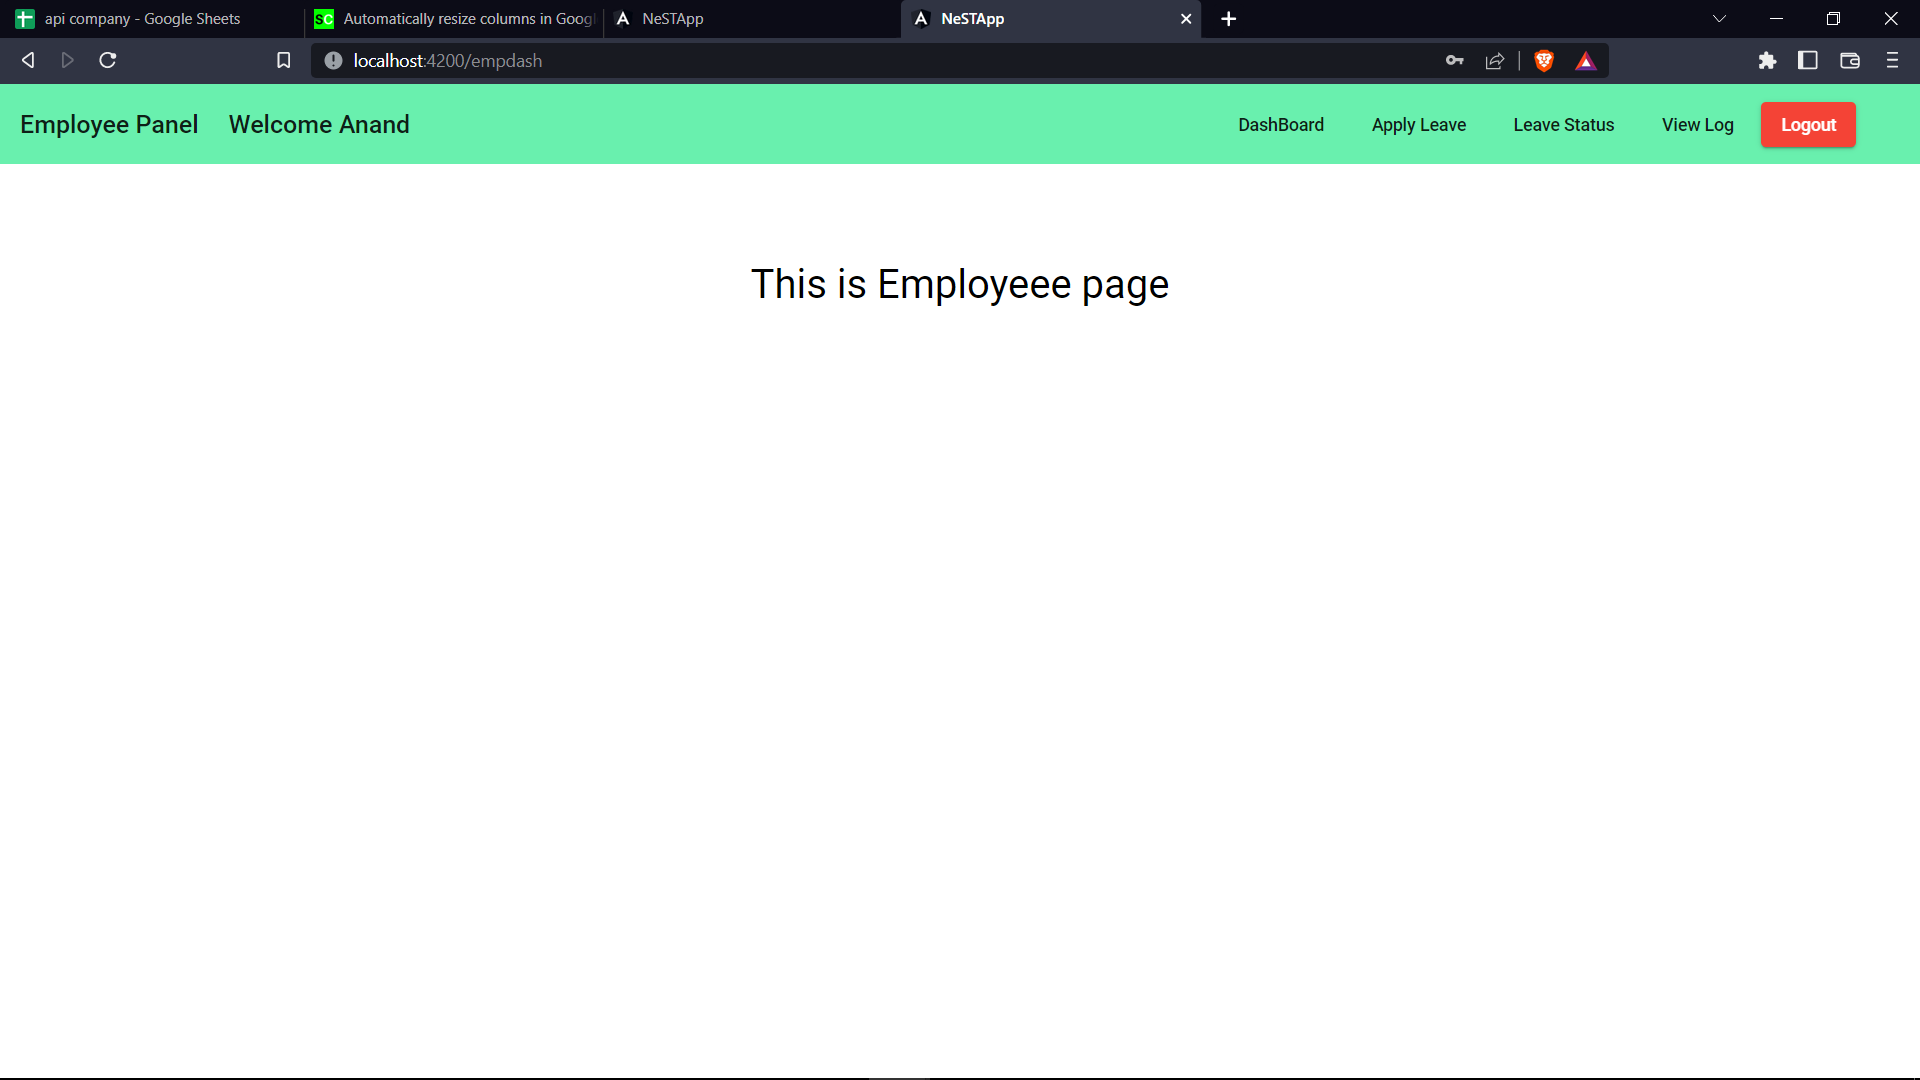 api company - Google Sheets
SC Automatically resize columns in Googl
NeSTApp
NeSTApp
localhost:4200/empdash
Employee Panel Welcome Anand DashBoard Apply Leave Leave Status View Log Logout
This is Employeee page